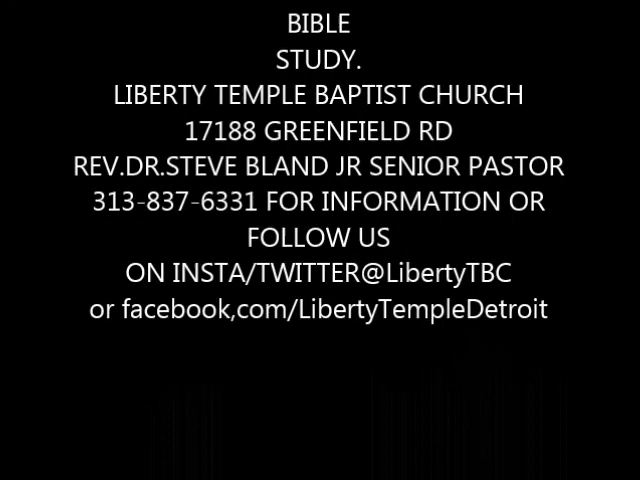 BIBLE
STUDY.
LIBERTY TEMPLE BAPTIST CHURCH
17188 GREENFIELD RD
REV.DR.STEVE BLAND JR SENIOR PASTOR
313-837-6331 FOR INFORMATION OR
FOLLOW US
ON INSTA/TWITTER@LibertyTBC
or facebook,com/LibertyTempleDetroit